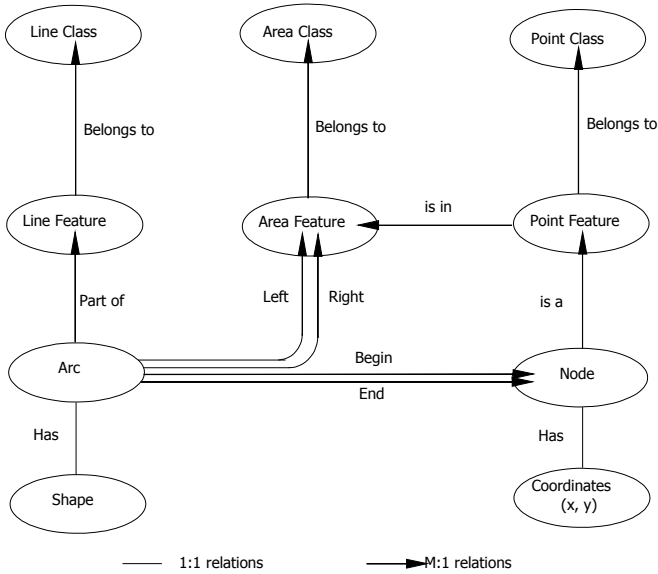 Line Class
Area Class
Point Class
Belongs to
Belongs to
Belongs to
Line Feature
Area Feature
is in
Point Feature
Part of
Left
Right
is a
Arc
Begin
End
Node
Has
Has
Shape
Coordinates
(x, y)
1:1 relations
M:1 relations